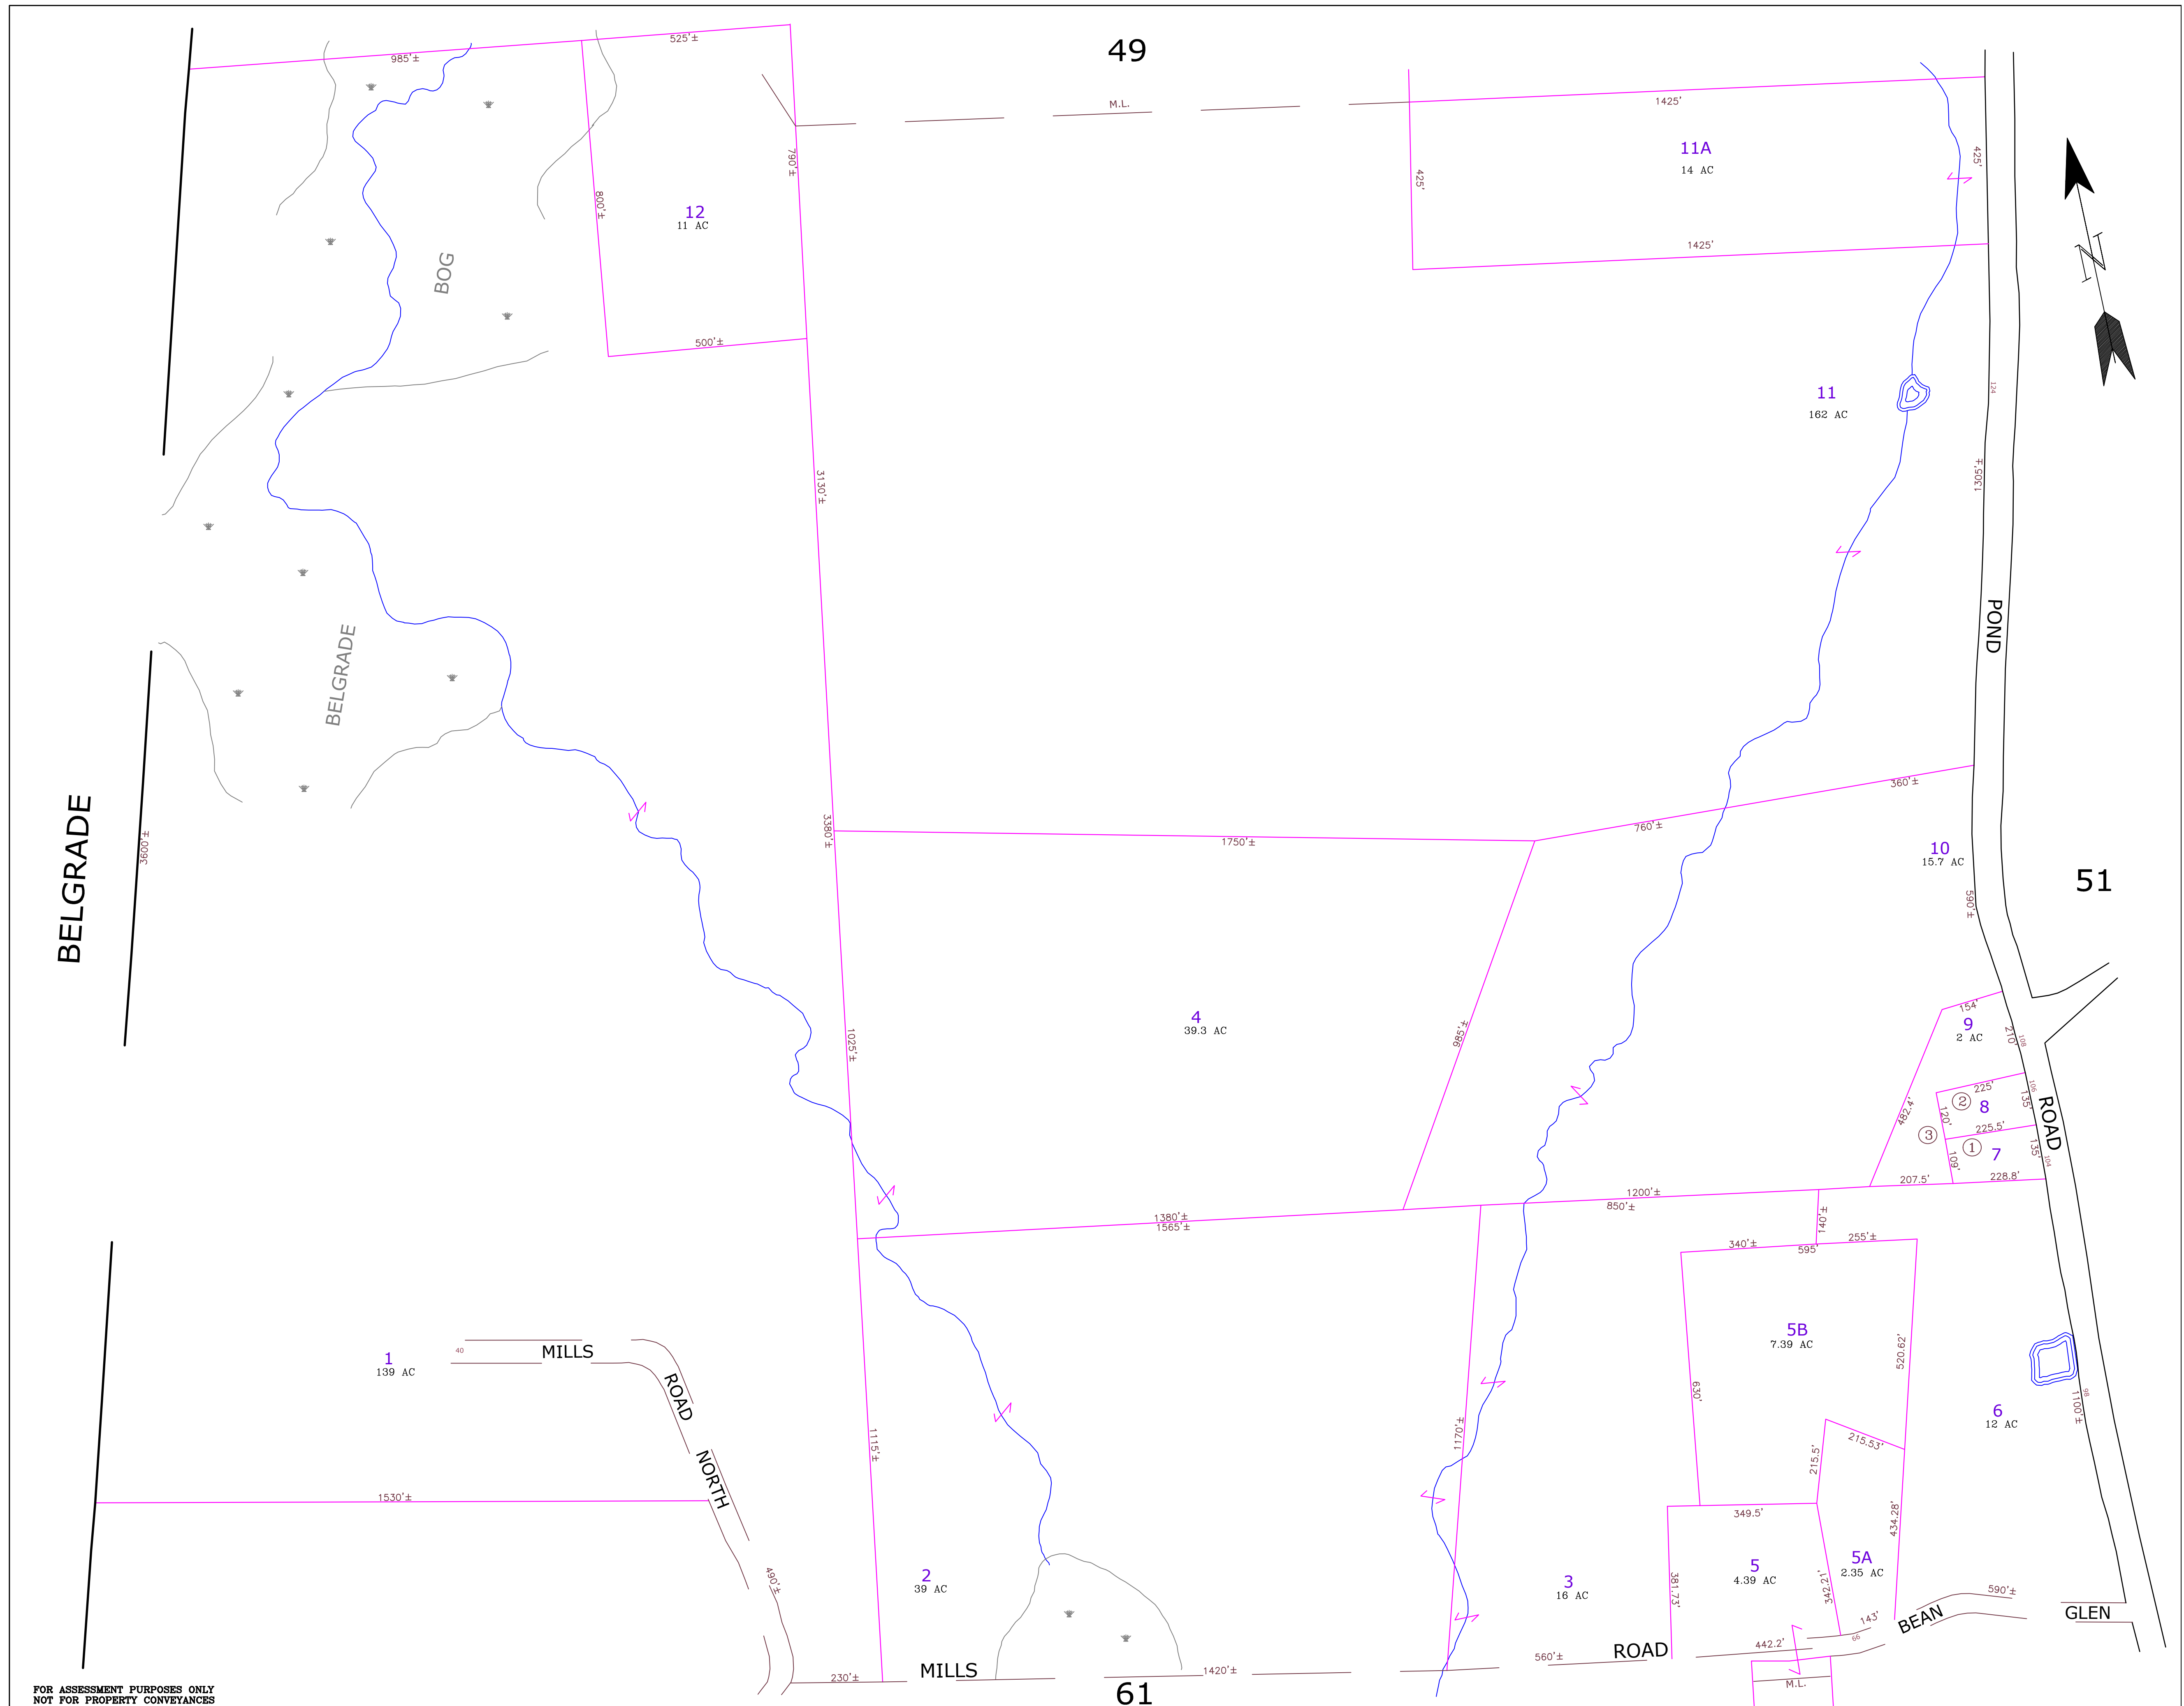 49
985'±
525'±
M.L.
1425'
11A
14 AC
425'
425'
790'±
800'±
12
11 AC
1425'
N
BOG
500'±
11
162 AC
124
3130'±
1305'±
POND
BELGRADE
360'±
760'±
3380'±
1750'±
BELGRADE
3600'±
10
15.7 AC
590'±
51
4
39.3 AC
1025'±
985'±
154'
9
2 AC
210'
108
106
225'
2
8
135'
ROAD
482.4'
120'
3
225.5'
1
7
135'
104
109'
207.5'
228.8'
1200'±
850'±
1380'±
1565'±
140'±
340'±
595'
255'±
5B
7.39 AC
520.62'
630'
1
139 AC
40
MILLS
ROAD
NORTH
98
1100'±
6
12 AC
1115'±
1170'±
215.5'
215.53'
1530'±
349.5'
434.28'
490'±
2
39 AC
3
16 AC
381.73'
5
4.39 AC
342.21'
5A
2.35 AC
143'
66
BEAN
590'±
GLEN
230'±
MILLS
1420'±
560'±
ROAD
442.2'
M.L.
61
FOR ASSESSMENT PURPOSES ONLY
NOT FOR PROPERTY CONVEYANCES